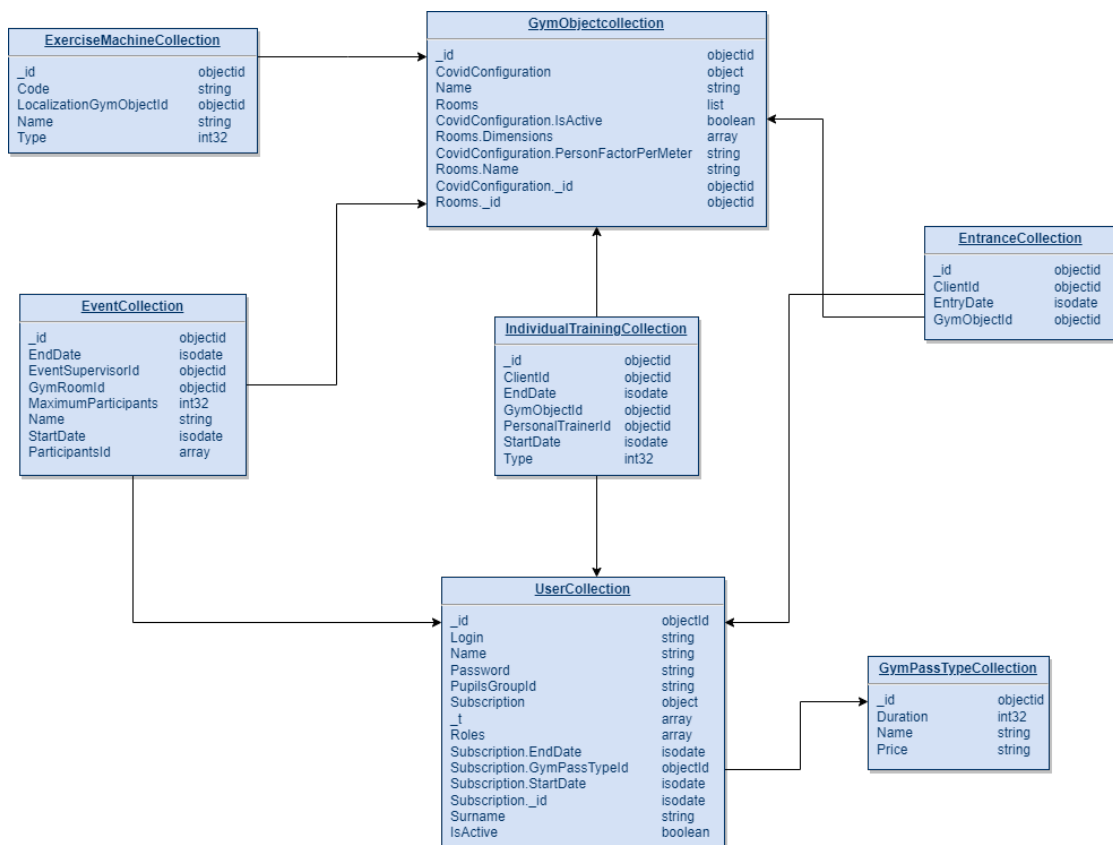 GymObjectcollection
_id objectid
CovidConfiguration object
Name string
Rooms list
CovidConfiguration.IsActive boolean
Rooms.Dimensions array
CovidConfiguration.PersonFactorPerMeter string
Rooms.Name string
CovidConfiguration._id objectid
Rooms._id objectid
ExerciseMachineCollection
_id objectid
Code string
LocalizationGymObjectId objectid
Name string
Type int32
EntranceCollection
_id objectid
ClientId objectid
EntryDate isodate
GymObjectId objectid
EventCollection
_id objectid
EndDate isodate
EventSupervisorId objectid
GymRoomId objectid
MaximumParticipants int32
Name string
StartDate isodate
ParticipantsId array
IndividualTrainingCollection
_id objectid
ClientId objectid
EndDate isodate
GymObjectId objectid
PersonalTrainerId objectid
StartDate isodate
Type int32
UserCollection
_id objectId
Login string
Name string
Password string
PupilsGroupId string
Subscription object
_t array
Roles array
Subscription.EndDate isodate
Subscription.GymPassTypeId objectId
Subscription.StartDate isodate
Subscription._id isodate
Surname string
IsActive boolean
GymPassTypeCollection
_id objectid
Duration int32
Name string
Price string